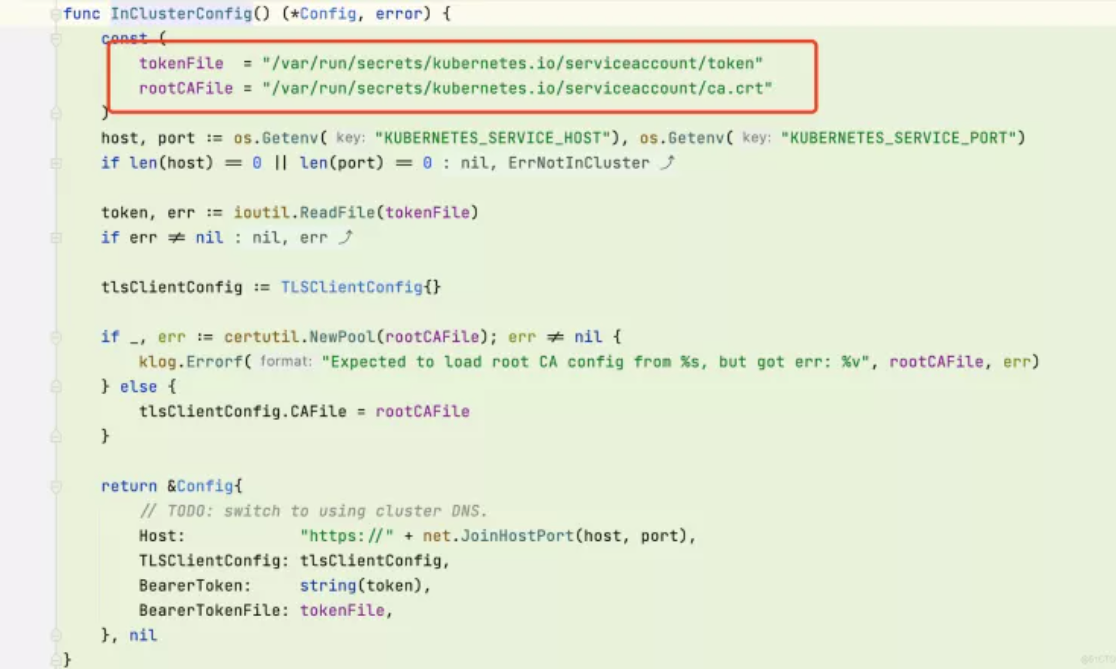 func InClusterConfig() (*Config, error) {
const (
tokenFile = "/var/run/secrets/kubernetes.io/serviceaccount/token"
rootCAFile = "/var/run/secrets/kubernetes.io/serviceaccount/ca.crt"
)
host, port := os.Getenv( key: "KUBERNETES_SERVICE_HOST"), os.Getenv( key: "KUBERNETES_SERVICE_PORT")
if len(host) == 0 || len(port) == 0 : nil, ErrNotInCluster ⤴
token, err := ioutil.ReadFile(tokenFile)
if err ≠ nil : nil, err ⤴
tlsClientConfig := TLSClientConfig{}
if _, err := certutil.NewPool(rootCAFile); err ≠ nil {
klog.Errorf( format: "Expected to load root CA config from %s, but got err: %v", rootCAFile, err)
} else {
tlsClientConfig.CAFile = rootCAFile
}
return &Config{
// TODO: switch to using cluster DNS.
Host: "https://" + net.JoinHostPort(host, port),
TLSClientConfig: tlsClientConfig,
BearerToken: string(token),
BearerTokenFile: tokenFile,
}, nil
}